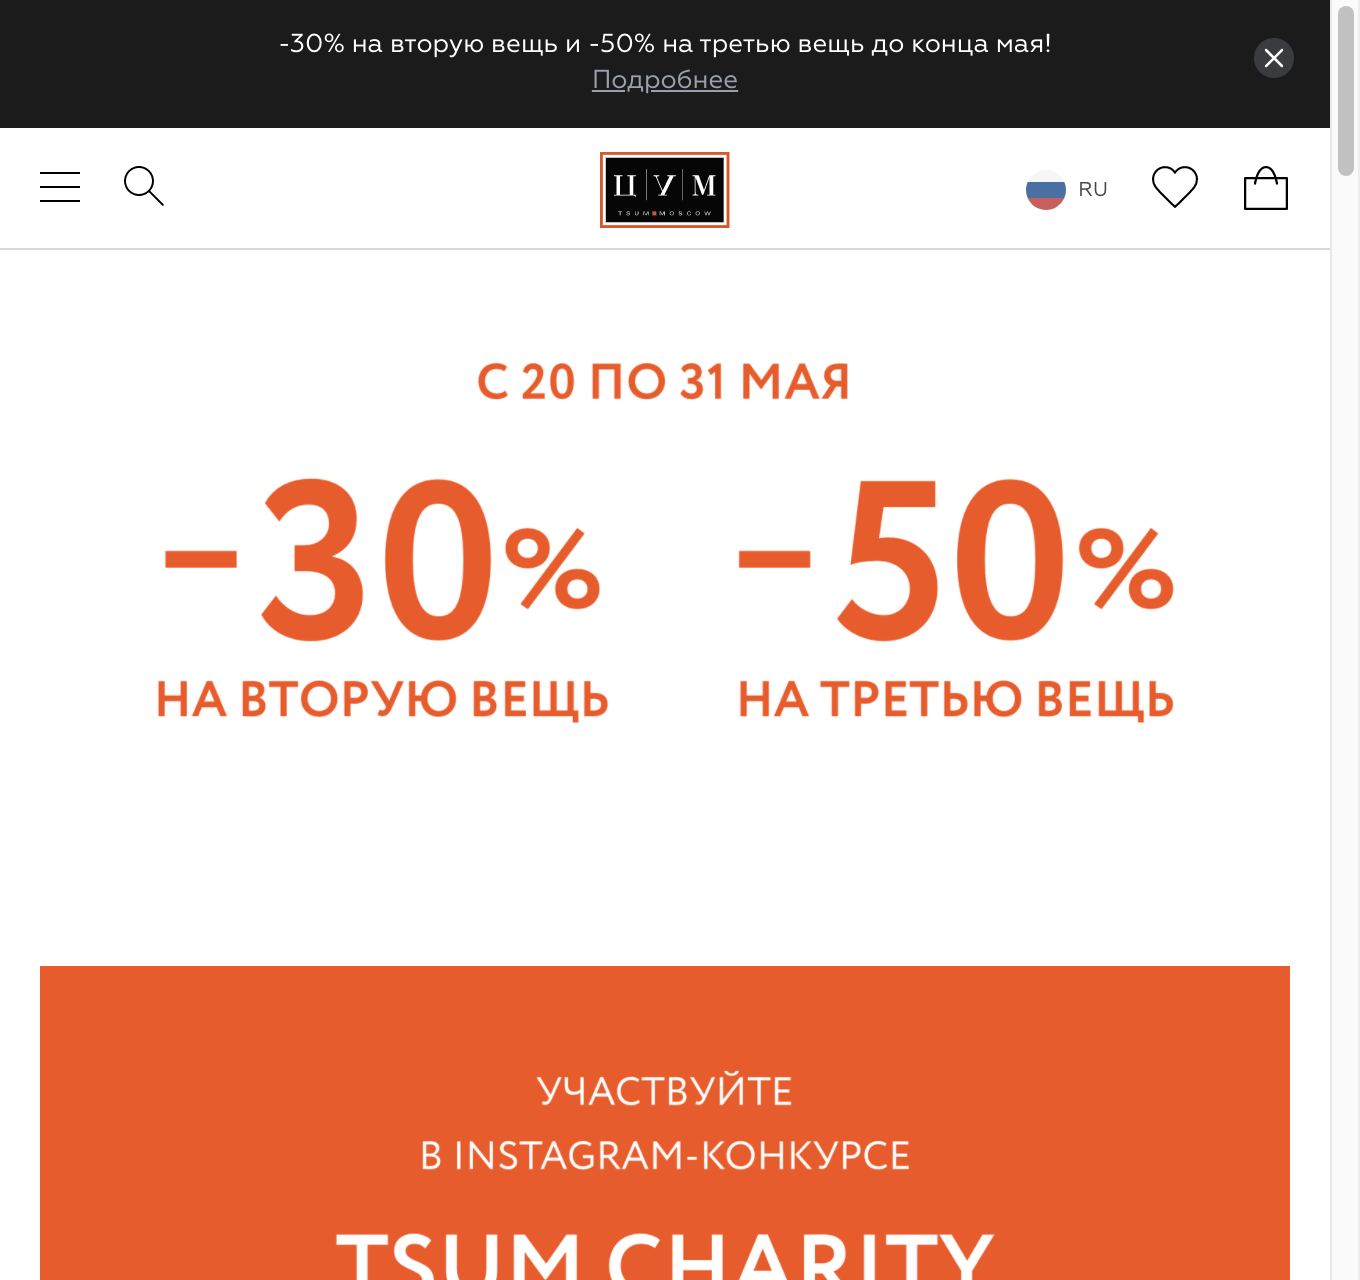 -30% на вторую вещь и -50% на третью вещь до конца мая!
Подробнее
ЦУМ
TSUM MOSCOW
RU
С 20 ПО 31 МАЯ
-30% -50%
НА ВТОРУЮ ВЕЩЬ НА ТРЕТЬЮ ВЕЩЬ
УЧАСТВУЙТЕ
В INSTAGRAM-КОНКУРСЕ
TSUM CHARITY